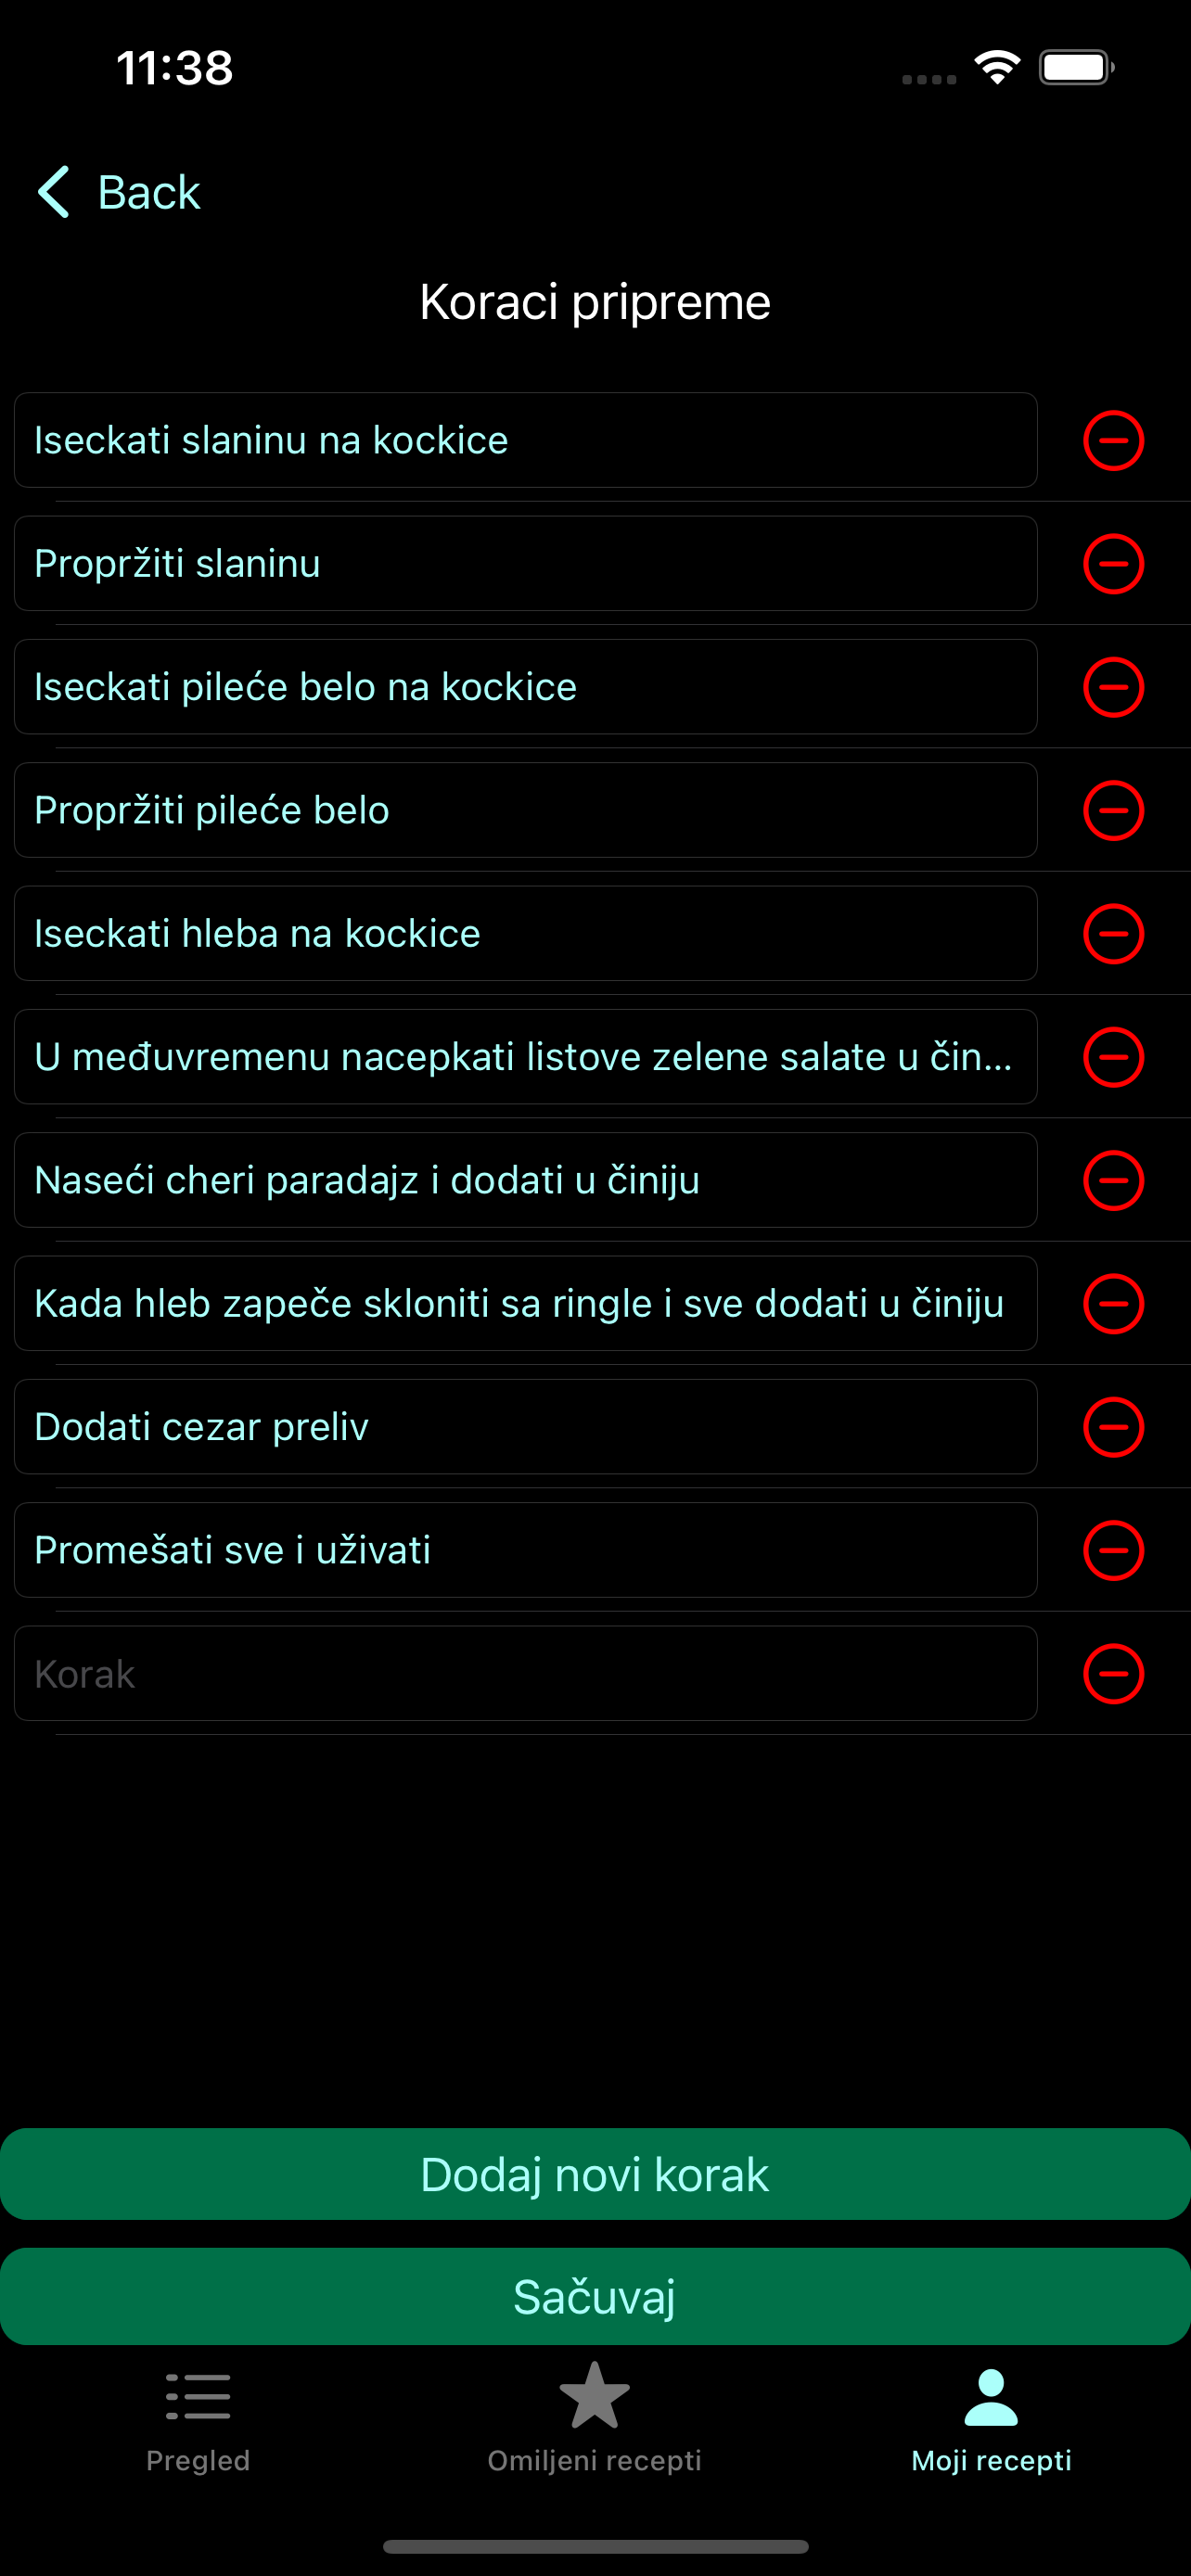 11:38
Back
Koraci pripreme
Iseckati slaninu na kockice
Propržiti slaninu
Iseckati pileće belo na kockice
Propržiti pileće belo
Iseckati hleba na kockice
U međuvremenu nacepkati listove zelene salate u čin...
Naseći cheri paradajz i dodati u činiju
Kada hleb zapeče skloniti sa ringle i sve dodati u činiju
Dodati cezar preliv
Promešati sve i uživati
Korak
Dodaj novi korak
Sačuvaj
Pregled
Omiljeni recepti
Moji recepti